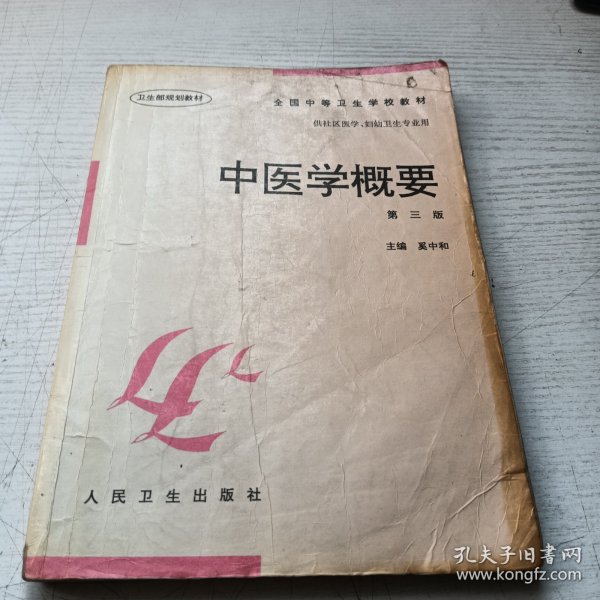 卫生部规划教材
全国中等卫生学校教材
供社区医学、妇幼卫生专业用
中医学概要
第三版
主编 奚中和
人民卫生出版社
孔夫子旧书网
www.kongfz.com